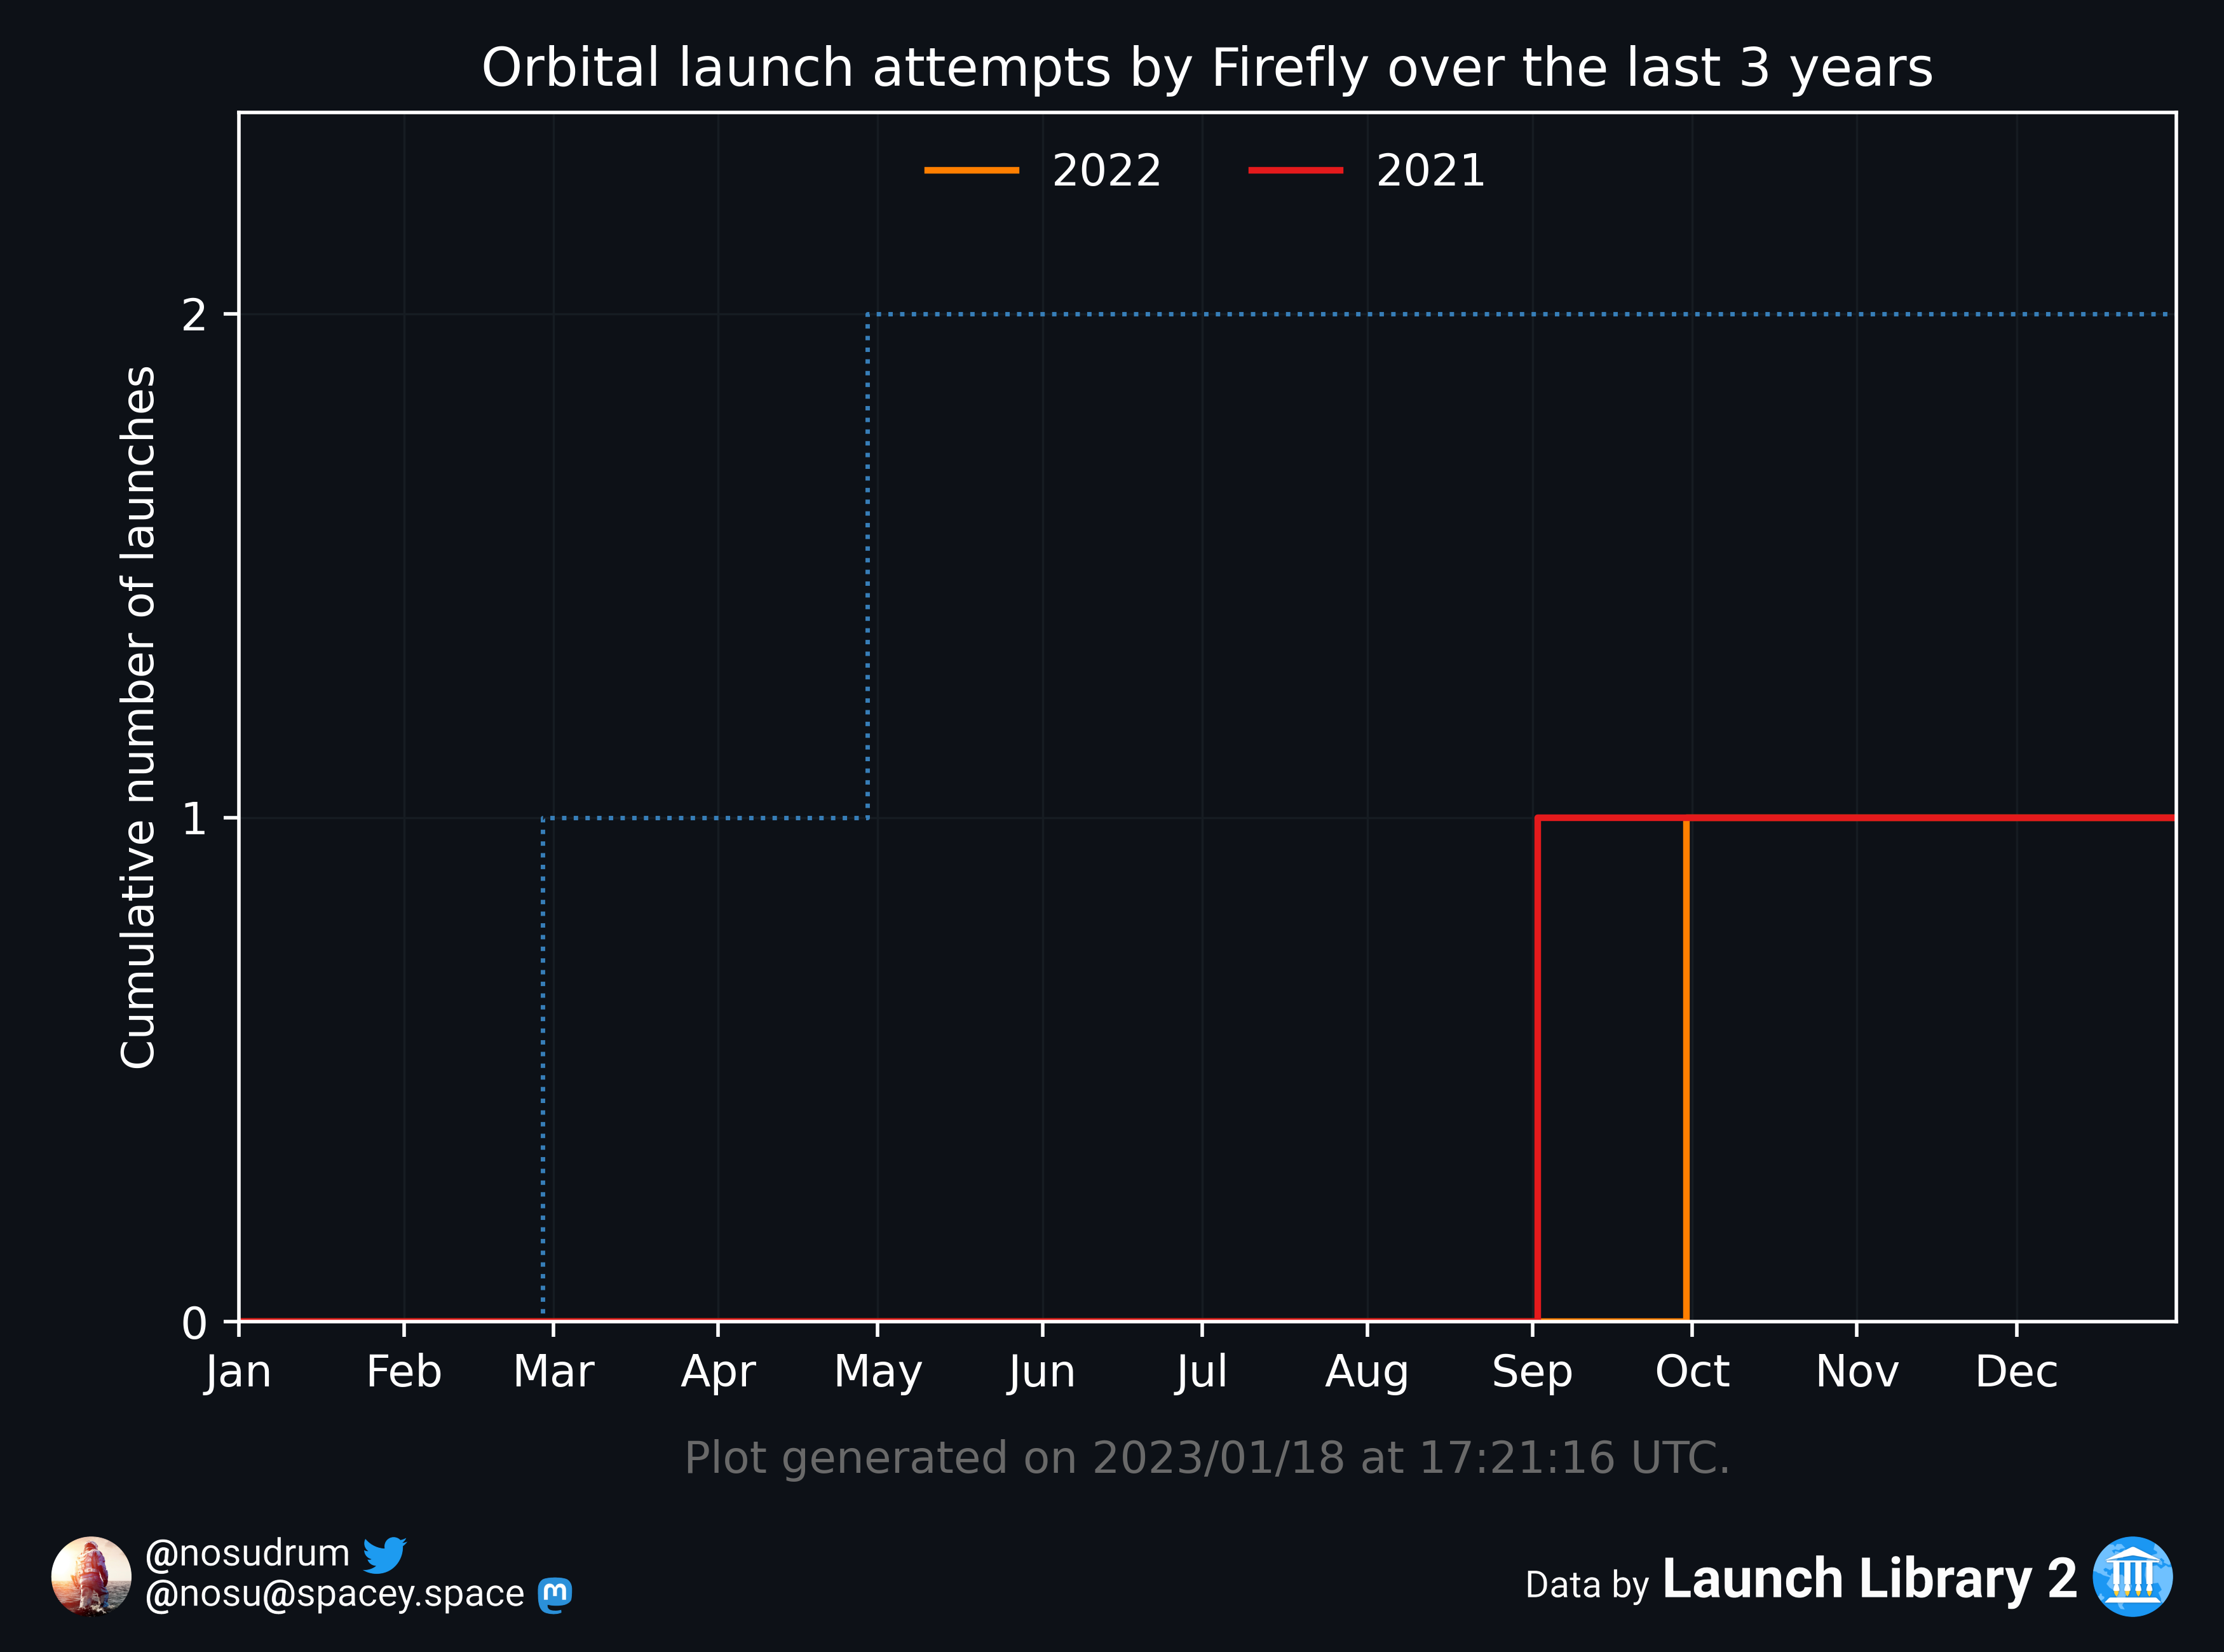 Orbital launch attempts by Firefly over the last 3 years
2022 2021
Cumulative number of launches
2
1
0
Jan Feb Mar Apr May Jun Jul Aug Sep Oct Nov Dec
Plot generated on 2023/01/18 at 17:21:16 UTC.
@nosudrum
@nosu@spacey.space
Data by Launch Library 2